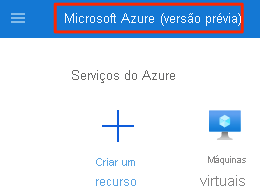 Microsoft Azure (versão prévia)
Serviços do Azure
Criar um
recurso
Máquinas
virtuais